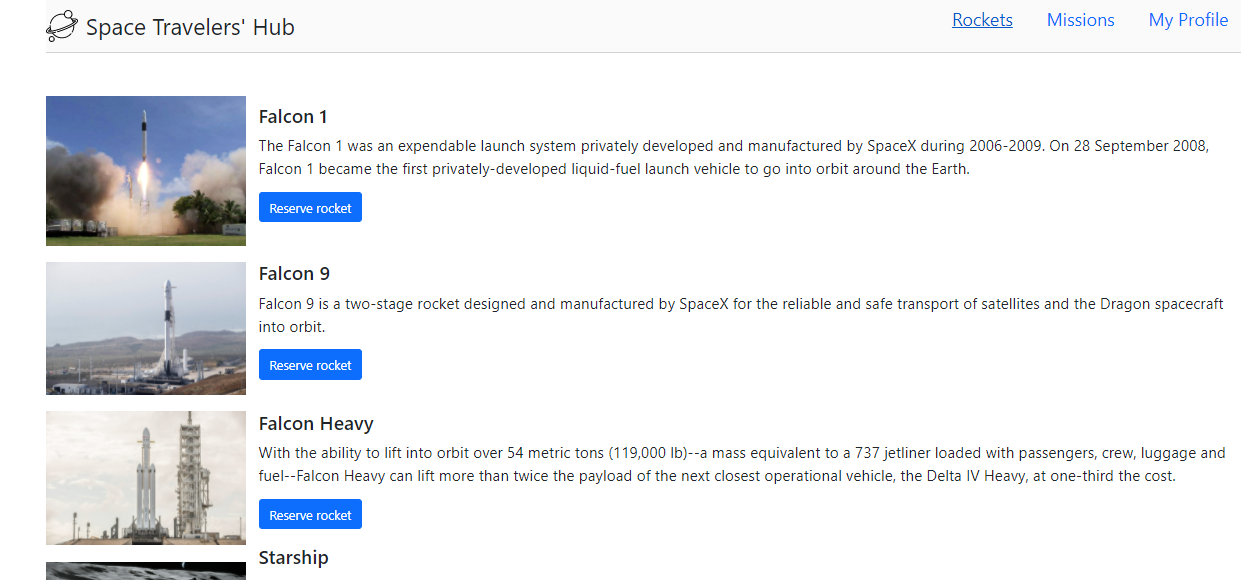 Space Travelers' Hub
Rockets Missions My Profile
Falcon 1
The Falcon 1 was an expendable launch system privately developed and manufactured by SpaceX during 2006-2009. On 28 September 2008,
Falcon 1 became the first privately-developed liquid-fuel launch vehicle to go into orbit around the Earth.
Reserve rocket
Falcon 9
Falcon 9 is a two-stage rocket designed and manufactured by SpaceX for the reliable and safe transport of satellites and the Dragon spacecraft
into orbit.
Reserve rocket
Falcon Heavy
With the ability to lift into orbit over 54 metric tons (119,000 lb)--a mass equivalent to a 737 jetliner loaded with passengers, crew, luggage and
fuel--Falcon Heavy can lift more than twice the payload of the next closest operational vehicle, the Delta IV Heavy, at one-third the cost.
Reserve rocket
Starship